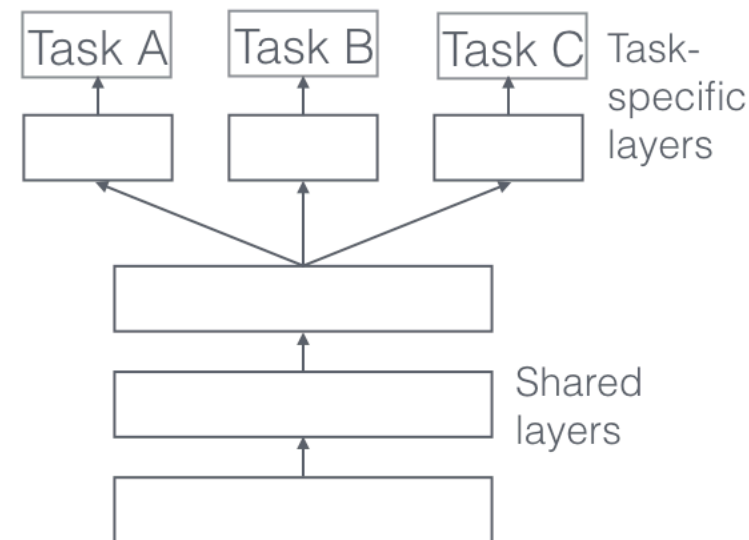 Task A
Task B
Task C
Task-
specific
layers
Shared
layers